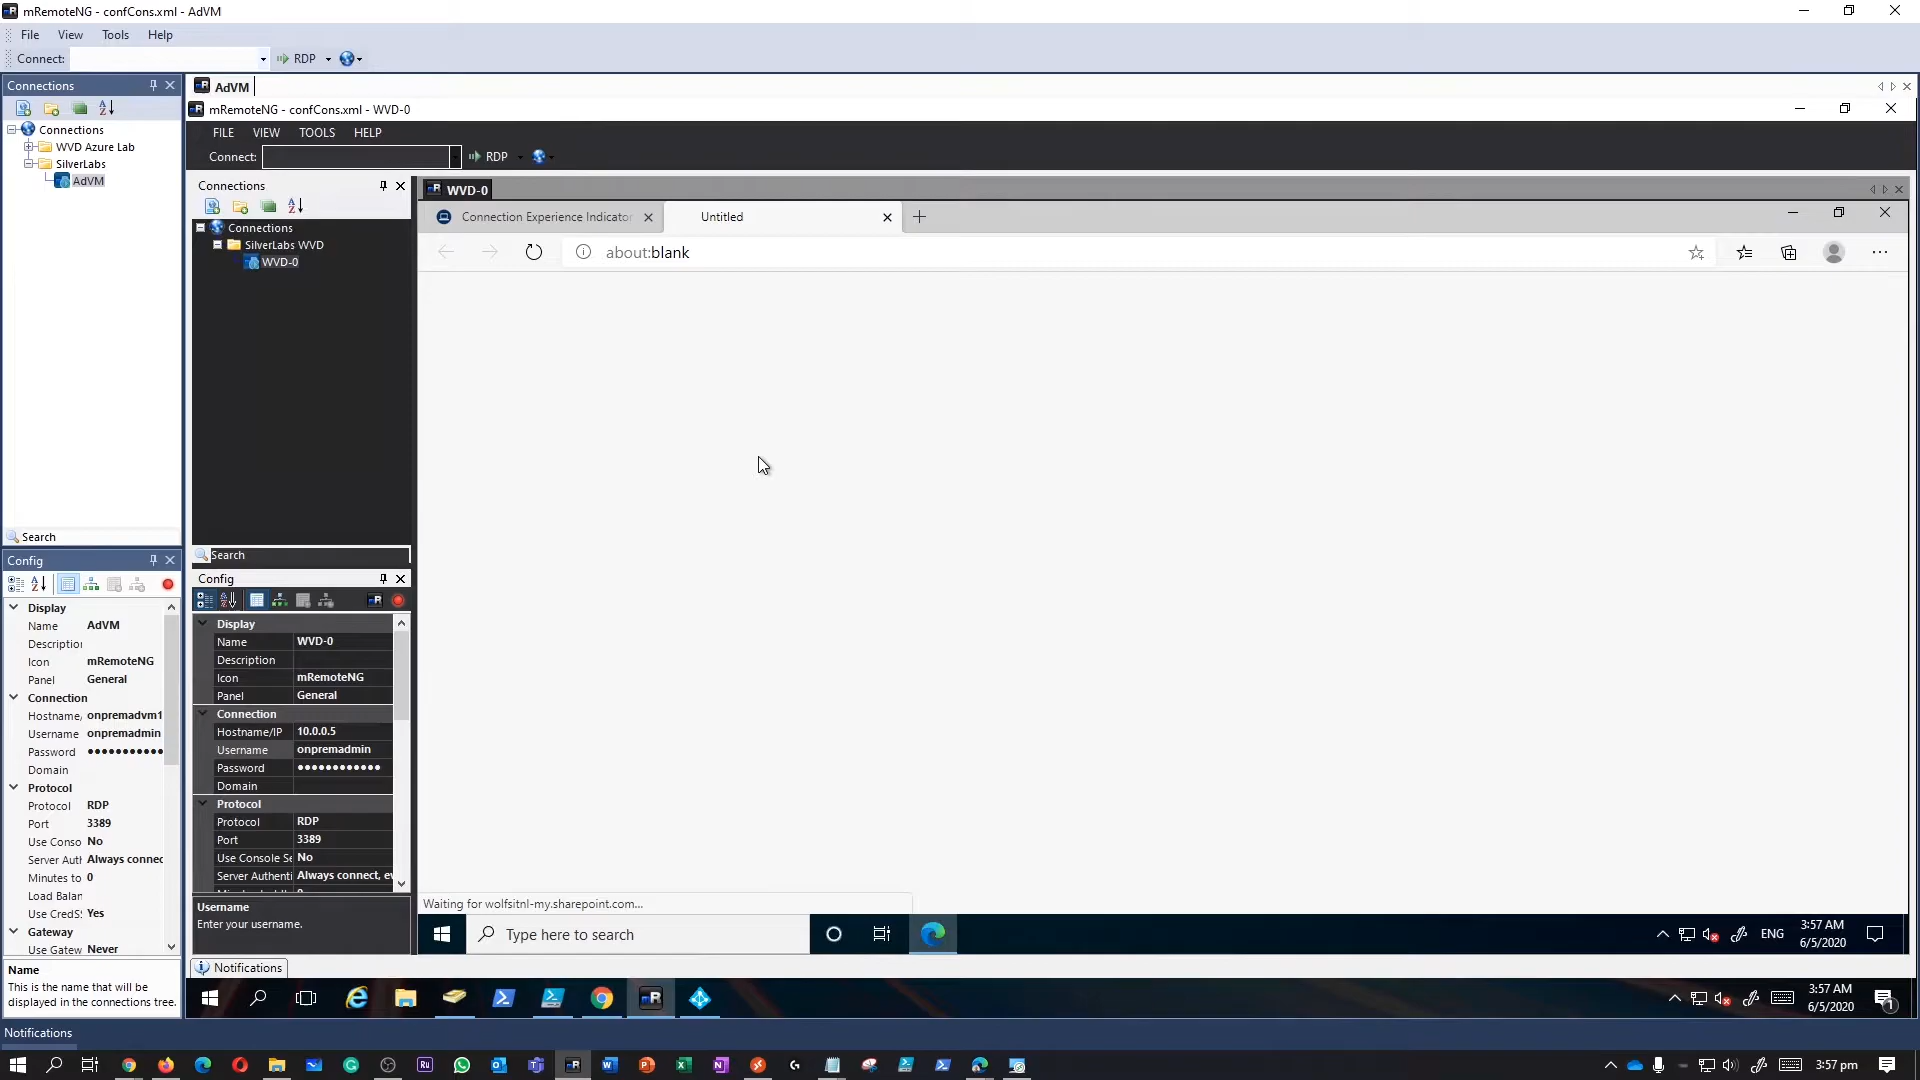 mRemoteNG - confCons.xml - AdVM
File View Tools Help
Connect: RDP
Connections
Connections
WVD Azure Lab
SilverLabs
AdVM
Search
Config
Display
Name AdVM
Description
Icon mRemoteNG
Panel General
Connection
Hostname/ onpremadvm1
Username onpremadmin
Password ●●●●●●●●●●●
Domain
Protocol
Protocol RDP
Port 3389
Use Conso No
Server Auth Always connec
Minutes to 0
Load Balan
Use CredS Yes
Gateway
Use Gatew Never
Name
This is the name that will be
displayed in the connections tree.
Notifications
AdVM
mRemoteNG - confCons.xml - WVD-0
FILE VIEW TOOLS HELP
Connect: RDP
Connections
Connections
SilverLabs WVD
WVD-0
Search
Config
Display
Name WVD-0
Description
Icon mRemoteNG
Panel General
Connection
Hostname/IP 10.0.0.5
Username onpremadmin
Password ●●●●●●●●●●●●
Domain
Protocol
Protocol RDP
Port 3389
Use Console Se No
Server Authenti Always connect, ev
Username
Enter your username.
Notifications
WVD-0
Connection Experience Indicator Untitled
about:blank
Waiting for wolfsitnl-my.sharepoint.com...
Type here to search
ENG
3:57 AM
6/5/2020
3:57 AM
6/5/2020
1
3:57 pm